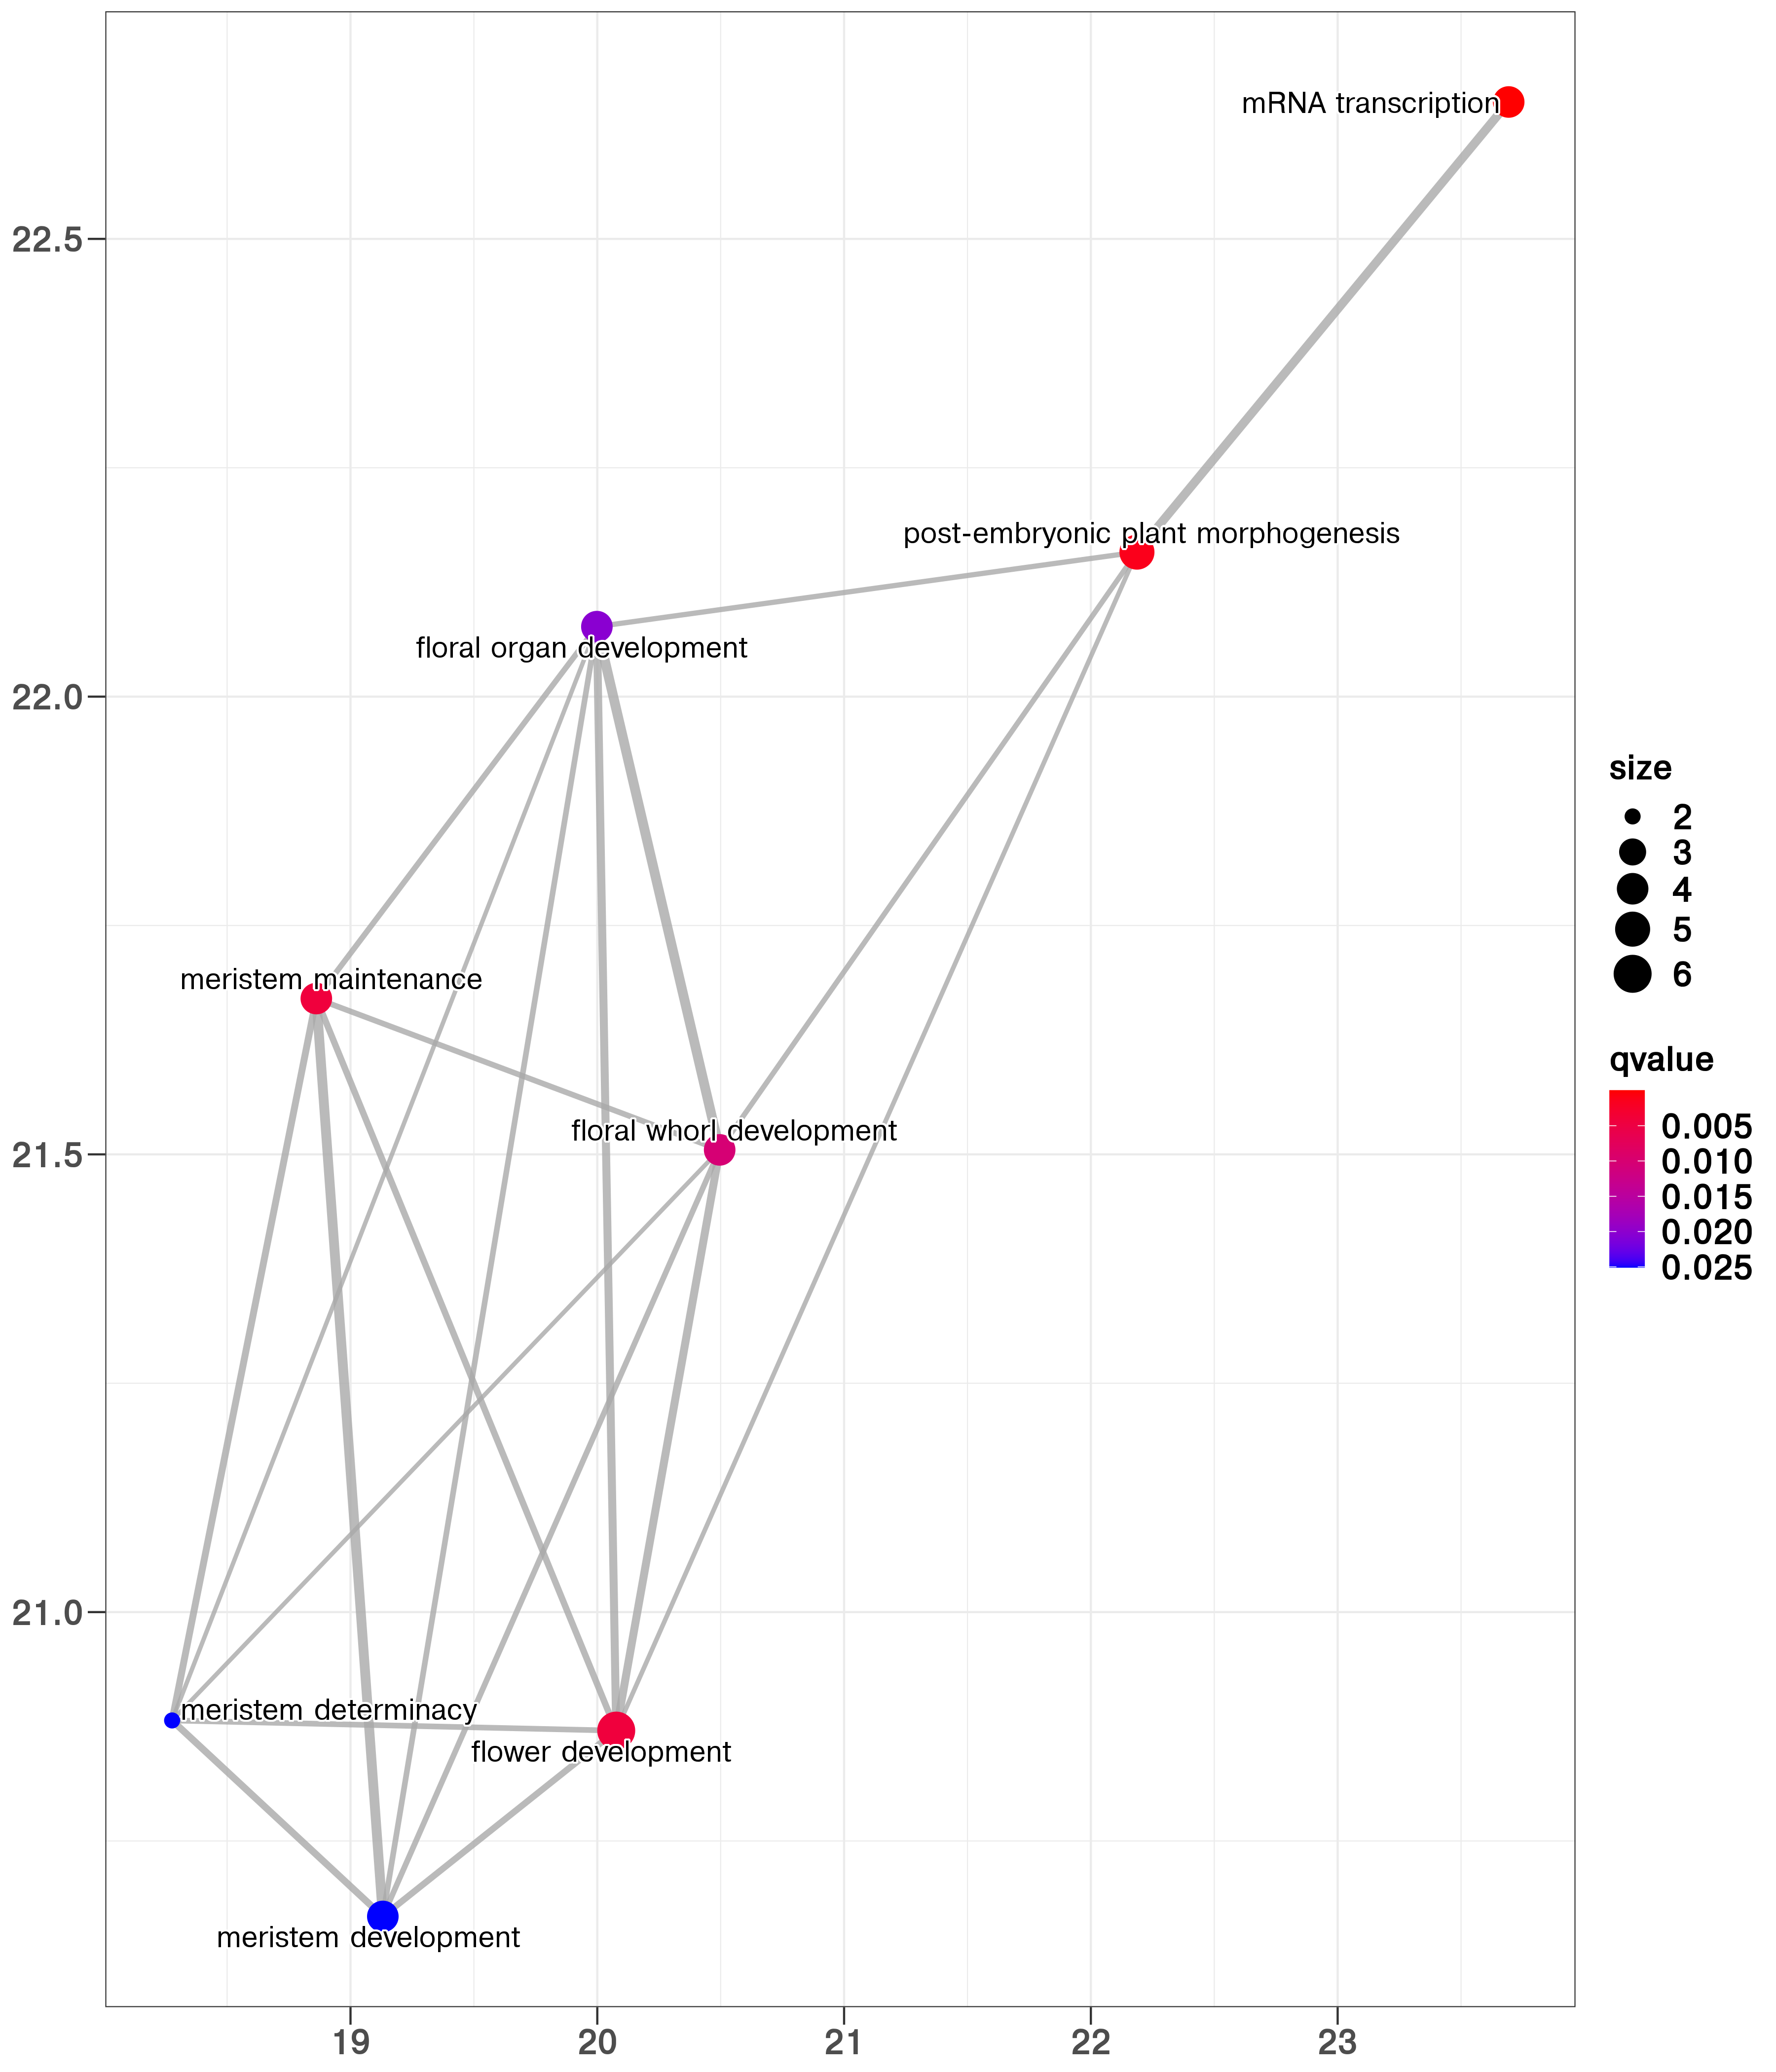 mRNA transcription
22.5
post-embryonic plant morphogenesis
floral organ development
22.0
meristem maintenance
floral whorl development
21.5
21.0
meristem determinacy
flower development
meristem development
19 20 21 22 23
size
2
3
4
5
6
qvalue
0.005
0.010
0.015
0.020
0.025